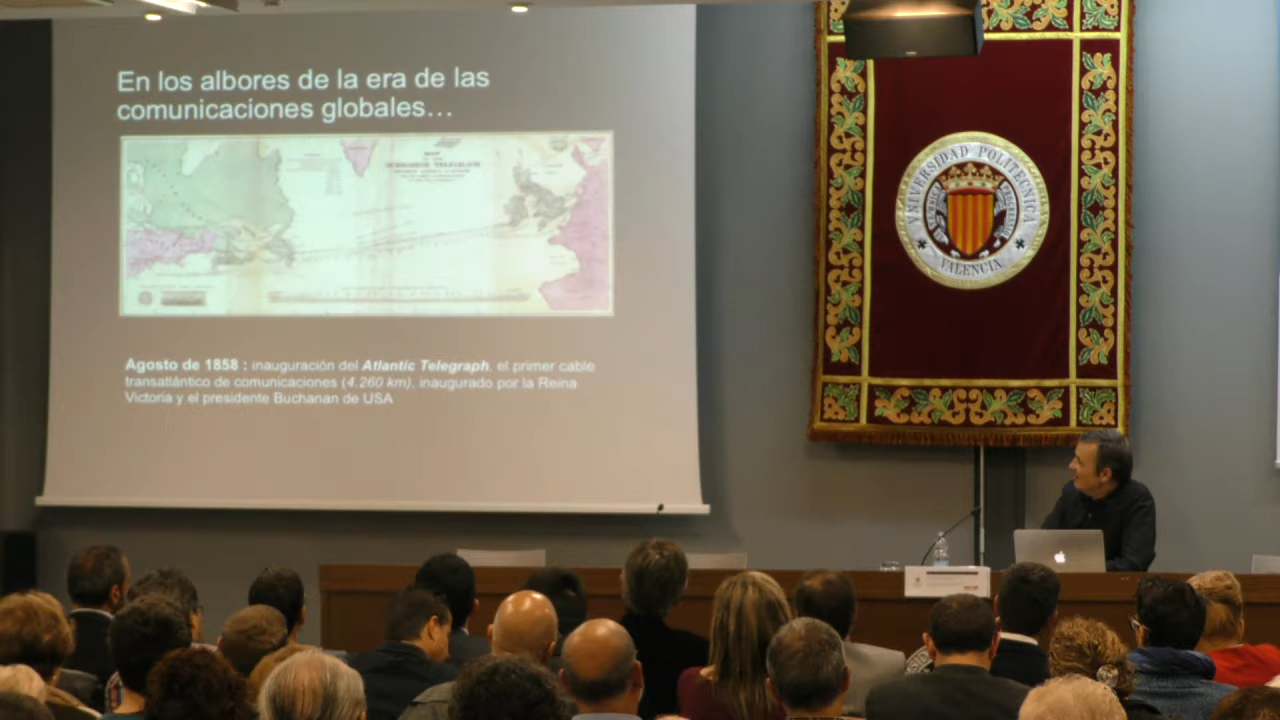 En los albores de la era de las
comunicaciones globales…
Agosto de 1858 : inauguración del Atlantic Telegraph, el primer cable
transatlántico de comunicaciones (4.260 km), inaugurado por la Reina
Victoria y el presidente Buchanan de USA
VNIVERSIDAD POLITECNICA
VALENCIA